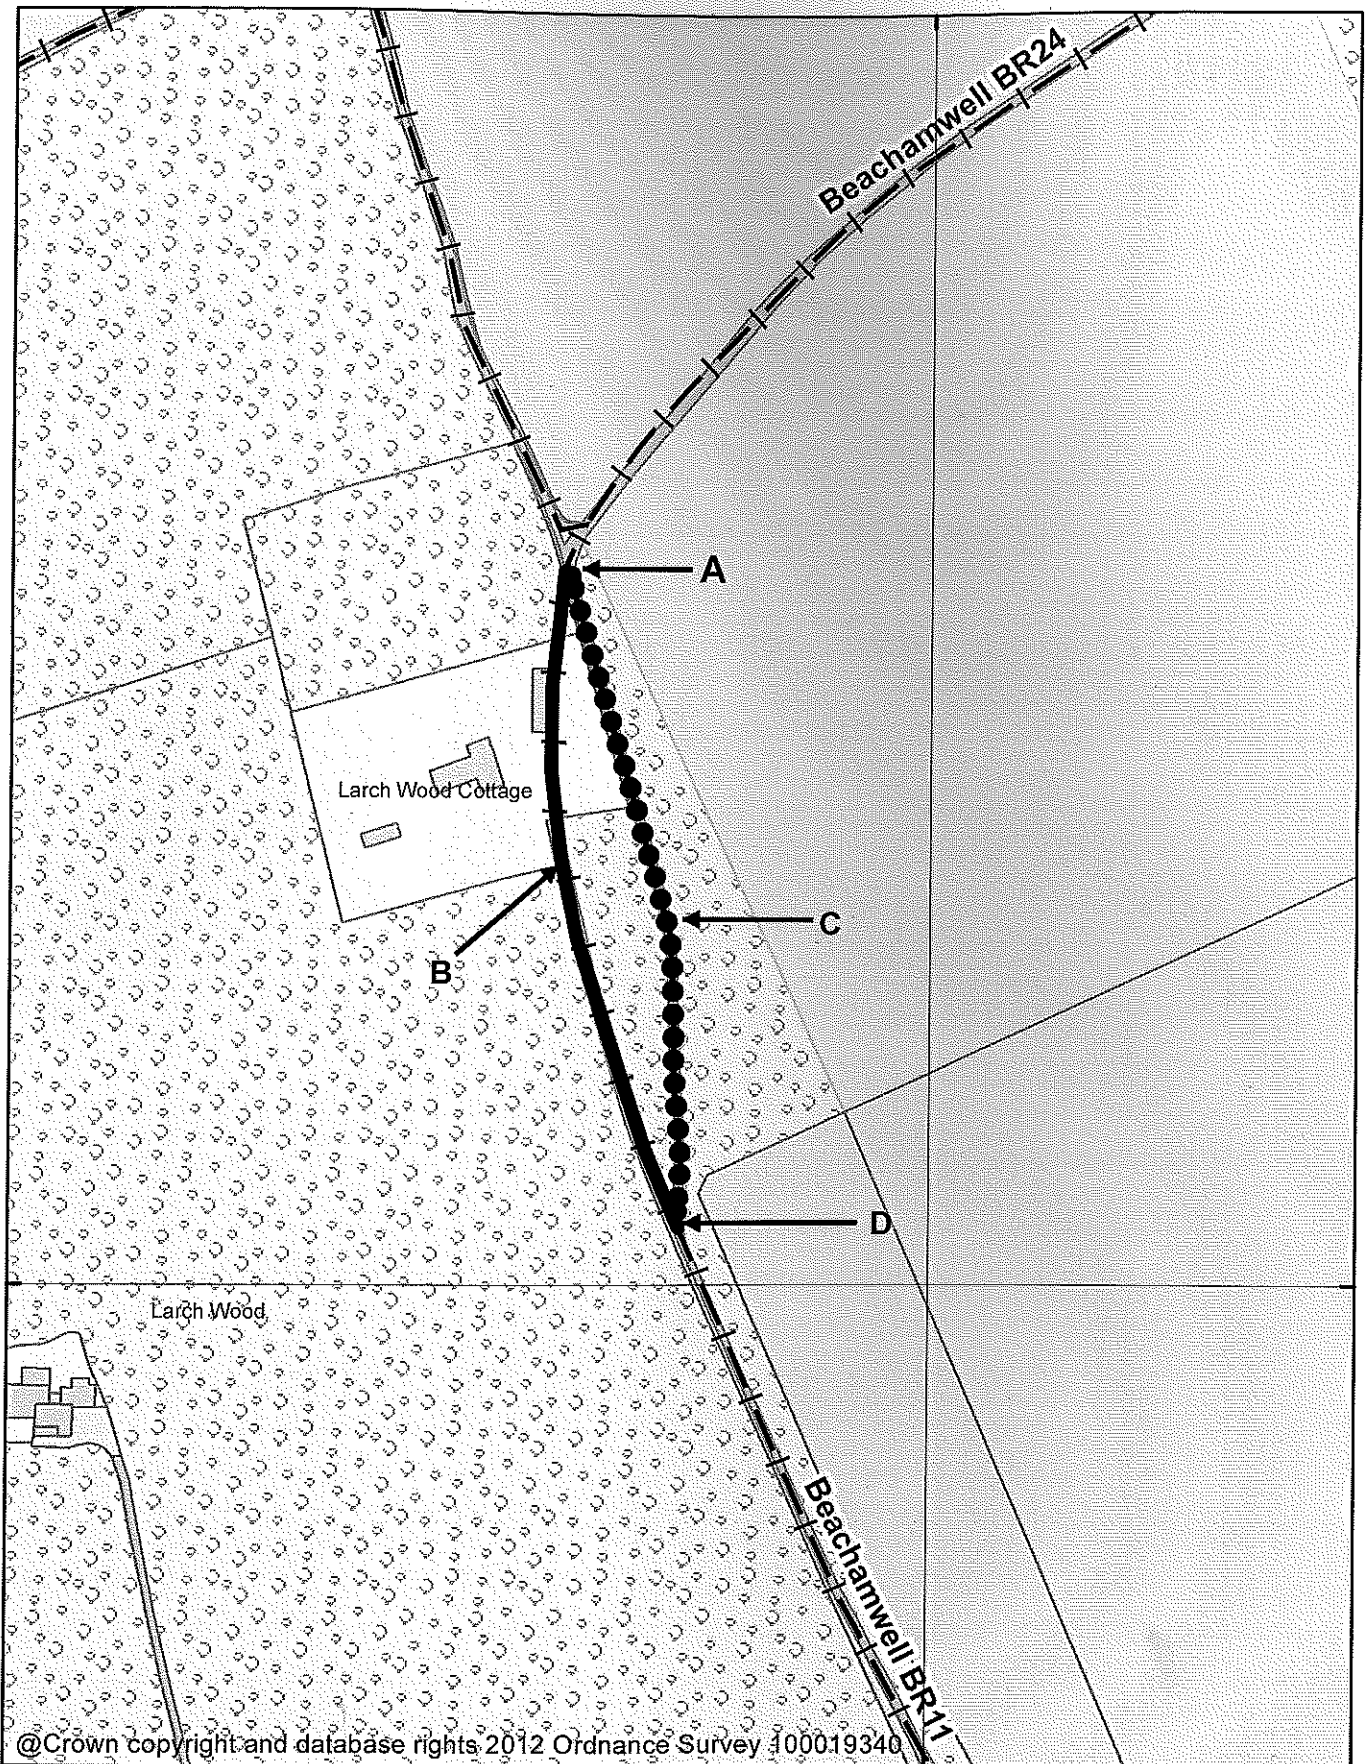 Beachamwell BR24
A
Larch Wood Cottage
C
B
D
Larch Wood
Beachamwell BR11
@Crown copyright and database rights 2012 Ordnance Survey 100019340